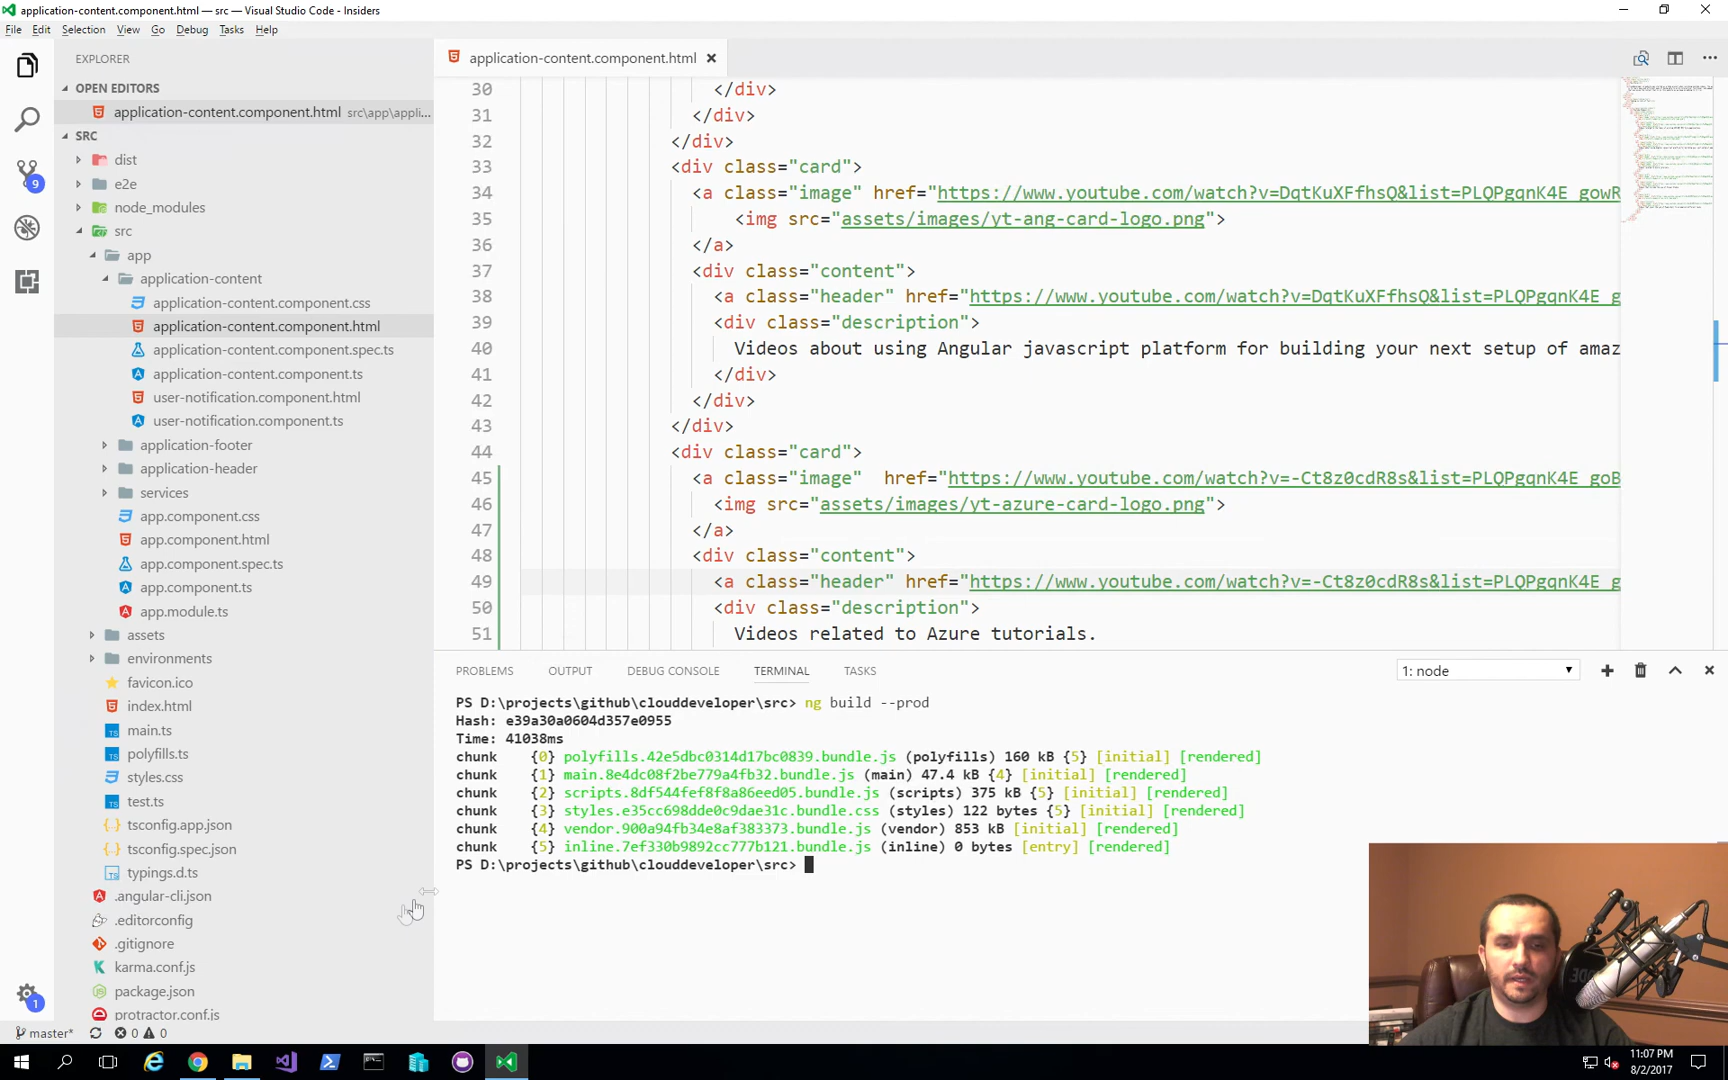 application-content.component.html — src — Visual Studio Code - Insiders
File Edit Selection View Go Debug Tasks Help
EXPLORER
OPEN EDITORS
application-content.component.html src\app\appli...
SRC
dist
e2e
node_modules
src
app
application-content
application-content.component.css
application-content.component.html
application-content.component.spec.ts
application-content.component.ts
user-notification.component.html
user-notification.component.ts
application-footer
application-header
services
app.component.css
app.component.html
app.component.spec.ts
app.component.ts
app.module.ts
assets
environments
favicon.ico
index.html
main.ts
polyfills.ts
styles.css
test.ts
tsconfig.app.json
tsconfig.spec.json
typings.d.ts
.angular-cli.json
.editorconfig
.gitignore
karma.conf.js
package.json
protractor.conf.js
9
1
application-content.component.html
30 </div>
31 </div>
32 </div>
33 <div class="card">
34 <a class="image" href="https://www.youtube.com/watch?v=DqtKuXFfhsQ&list=PLQPgqnK4E_gowR
35 <img src="assets/images/yt-ang-card-logo.png">
36 </a>
37 <div class="content">
38 <a class="header" href="https://www.youtube.com/watch?v=DqtKuXFfhsQ&list=PLQPgqnK4E_g
39 <div class="description">
40 Videos about using Angular javascript platform for building your next setup of amaz
41 </div>
42 </div>
43 </div>
44 <div class="card">
45 <a class="image"  href="https://www.youtube.com/watch?v=-Ct8z0cdR8s&list=PLQPgqnK4E_goB
46 <img src="assets/images/yt-azure-card-logo.png">
47 </a>
48 <div class="content">
49 <a class="header" href="https://www.youtube.com/watch?v=-Ct8z0cdR8s&list=PLQPgqnK4E_g
50 <div class="description">
51 Videos related to Azure tutorials.
PROBLEMS OUTPUT DEBUG CONSOLE TERMINAL TASKS 1: node
PS D:\projects\github\clouddeveloper\src> ng build --prod
Hash: e39a30a0604d357e0955
Time: 41038ms
chunk {0} polyfills.42e5dbc0314d17bc0839.bundle.js (polyfills) 160 kB {5} [initial] [rendered]
chunk {1} main.8e4dc08f2be779a4fb32.bundle.js (main) 47.4 kB {4} [initial] [rendered]
chunk {2} scripts.8df544fef8f8a86eed05.bundle.js (scripts) 375 kB {5} [initial] [rendered]
chunk {3} styles.e35cc698dde0c9dae31c.bundle.css (styles) 122 bytes {5} [initial] [rendered]
chunk {4} vendor.900a94fb34e8af383373.bundle.js (vendor) 853 kB [initial] [rendered]
chunk {5} inline.7ef330b9892cc777b121.bundle.js (inline) 0 bytes [entry] [rendered]
PS D:\projects\github\clouddeveloper\src>
master* 0 0
11:07 PM
8/2/2017